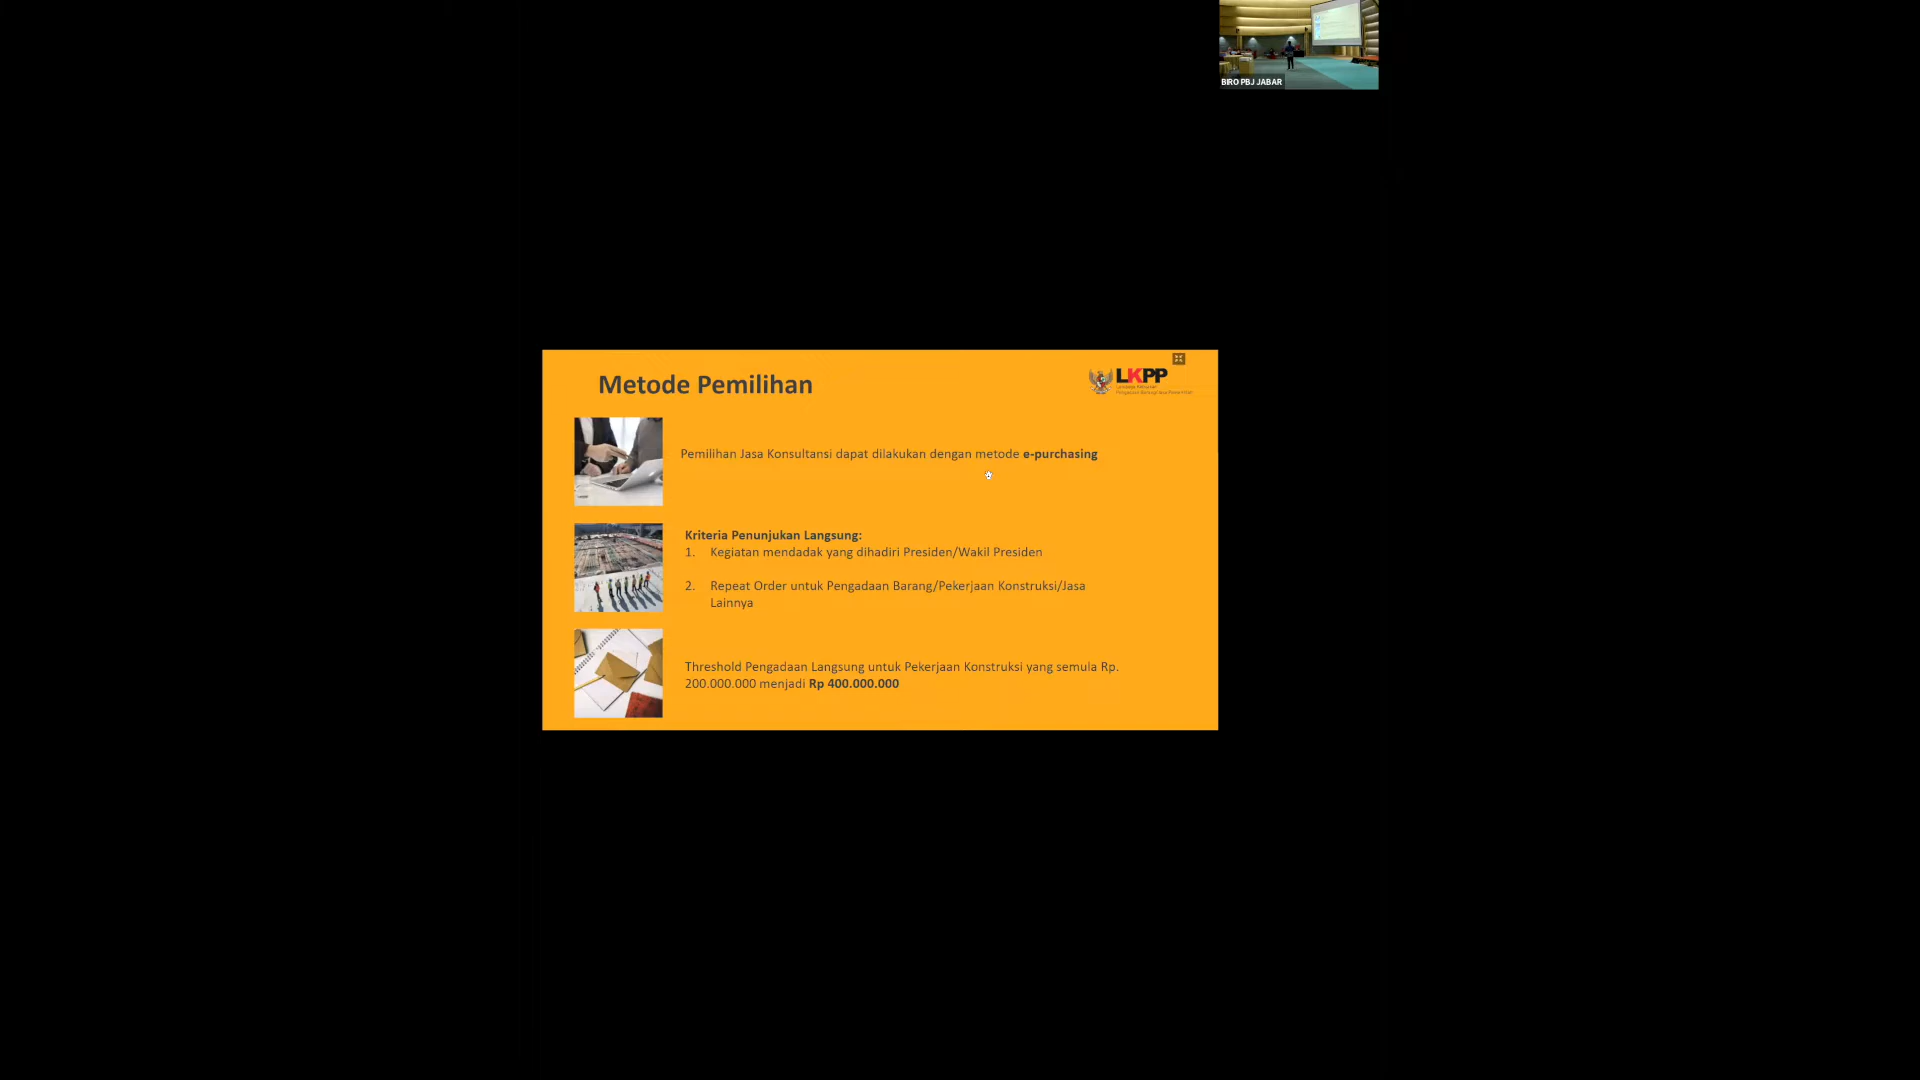 BIRO PBJ JABAR
Metode Pemilihan
LKPP
Pemilihan Jasa Konsultansi dapat dilakukan dengan metode e-purchasing
Kriteria Penunjukan Langsung:
1. Kegiatan mendadak yang dihadiri Presiden/Wakil Presiden
2. Repeat Order untuk Pengadaan Barang/Pekerjaan Konstruksi/Jasa
Lainnya
Threshold Pengadaan Langsung untuk Pekerjaan Konstruksi yang semula Rp.
200.000.000 menjadi Rp 400.000.000